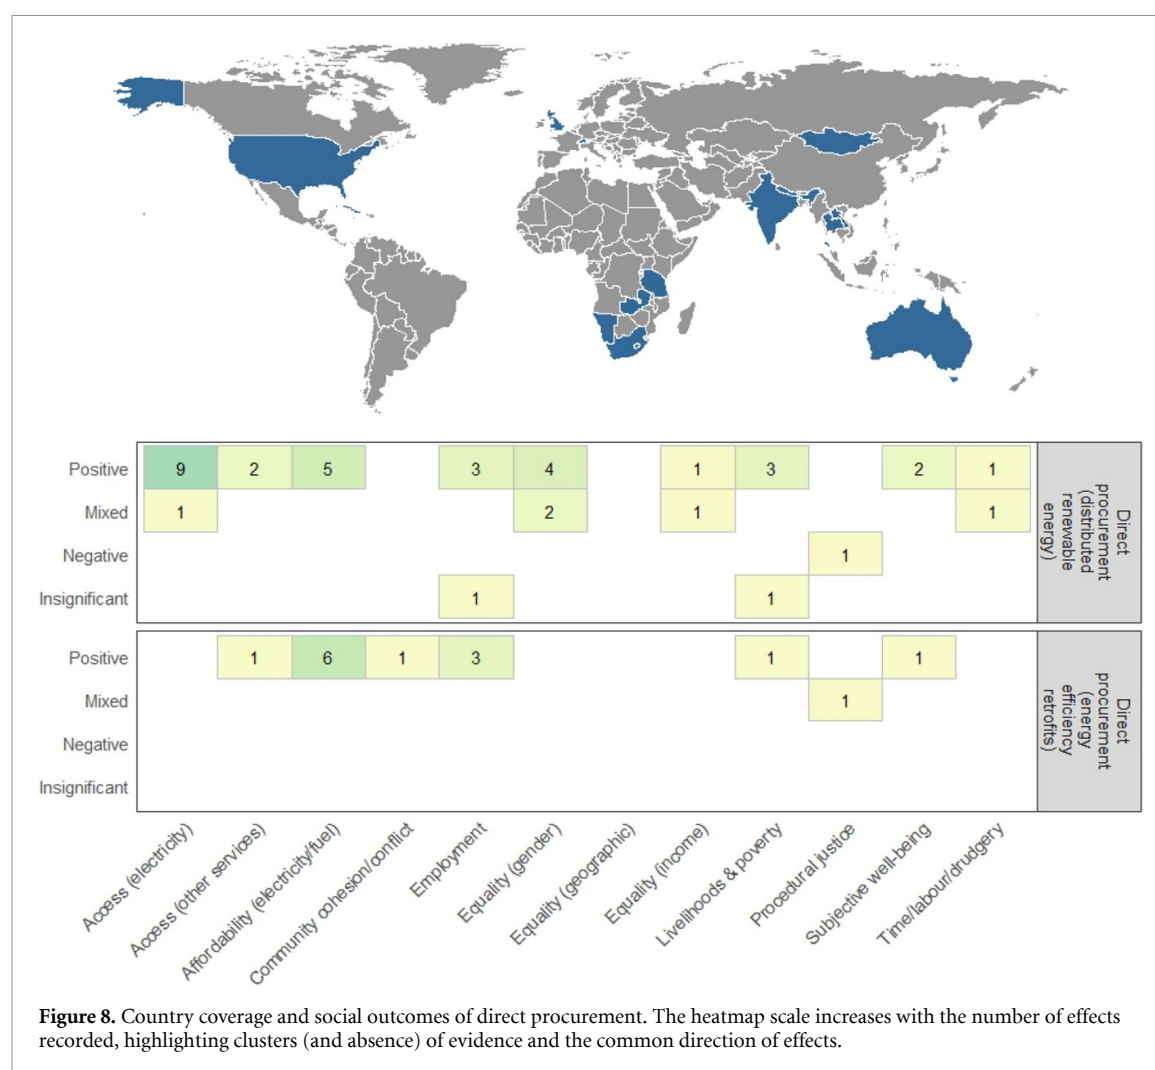 Positive 9 2 5 3 4 1 3 2 1
Mixed 1 2 1 1
Negative 1
Insignificant 1 1
Direct
procurement
(distributed
renewable
energy)
Positive 1 6 1 3 1 1
Mixed 1
Negative
Insignificant
Direct
procurement
(energy
efficiency
retrofits)
Access (electricity)
Access (other services)
Affordability (electricity/fuel)
Community cohesion/conflict
Employment
Equality (gender)
Equality (geographic)
Equality (income)
Livelihoods & poverty
Procedural justice
Subjective well-being
Time/labour/drudgery
Figure 8. Country coverage and social outcomes of direct procurement. The heatmap scale increases with the number of effects
recorded, highlighting clusters (and absence) of evidence and the common direction of effects.